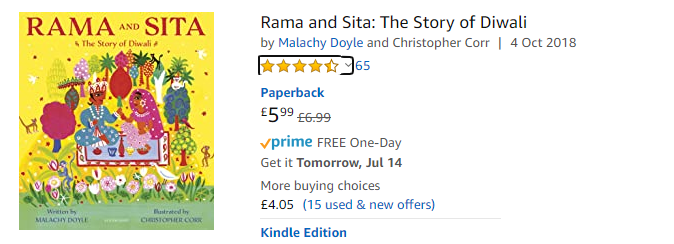 RAMA AND SITA
The Story of Diwali
Written by
MALACHY DOYLE
Illustrated by
CHRISTOPHER CORR
Rama and Sita: The Story of Diwali
by Malachy Doyle and Christopher Corr | 4 Oct 2018
65
Paperback
£5.99 £6.99
prime FREE One-Day
Get it Tomorrow, Jul 14
More buying choices
£4.05 (15 used & new offers)
Kindle Edition